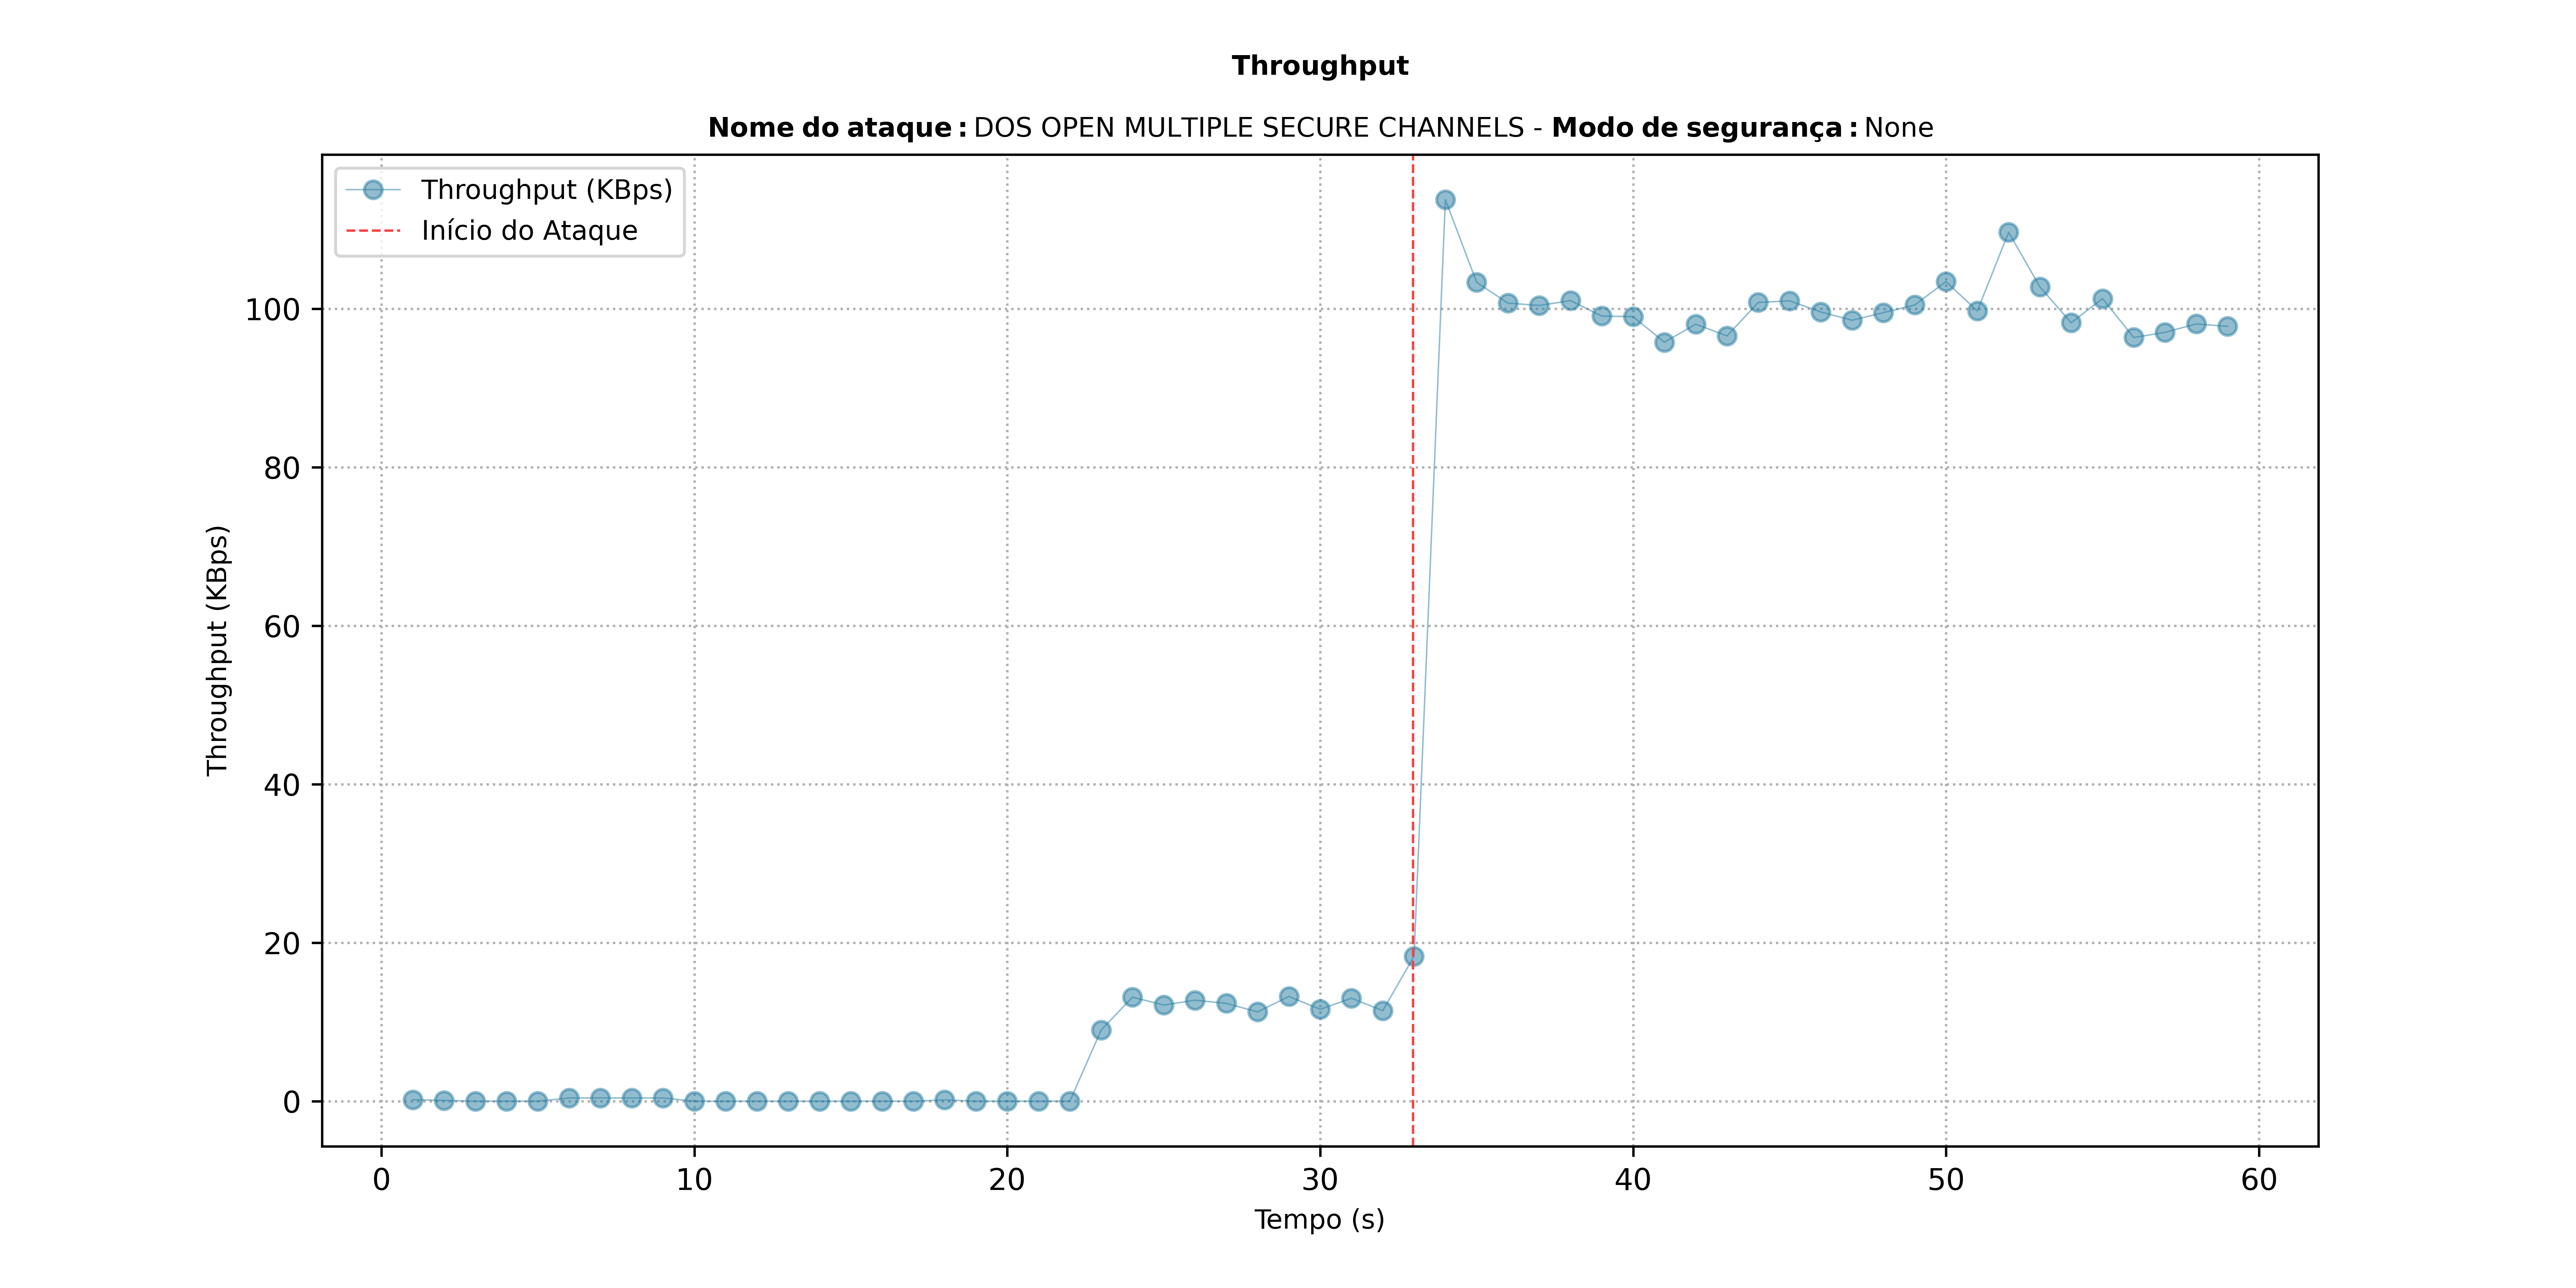 Throughput
Nome do ataque: DOS OPEN MULTIPLE SECURE CHANNELS - Modo de segurança: None
Throughput (KBps)
Início do Ataque
Throughput (KBps)
100
80
60
40
20
0
0 10 20 30 40 50 60
Tempo (s)